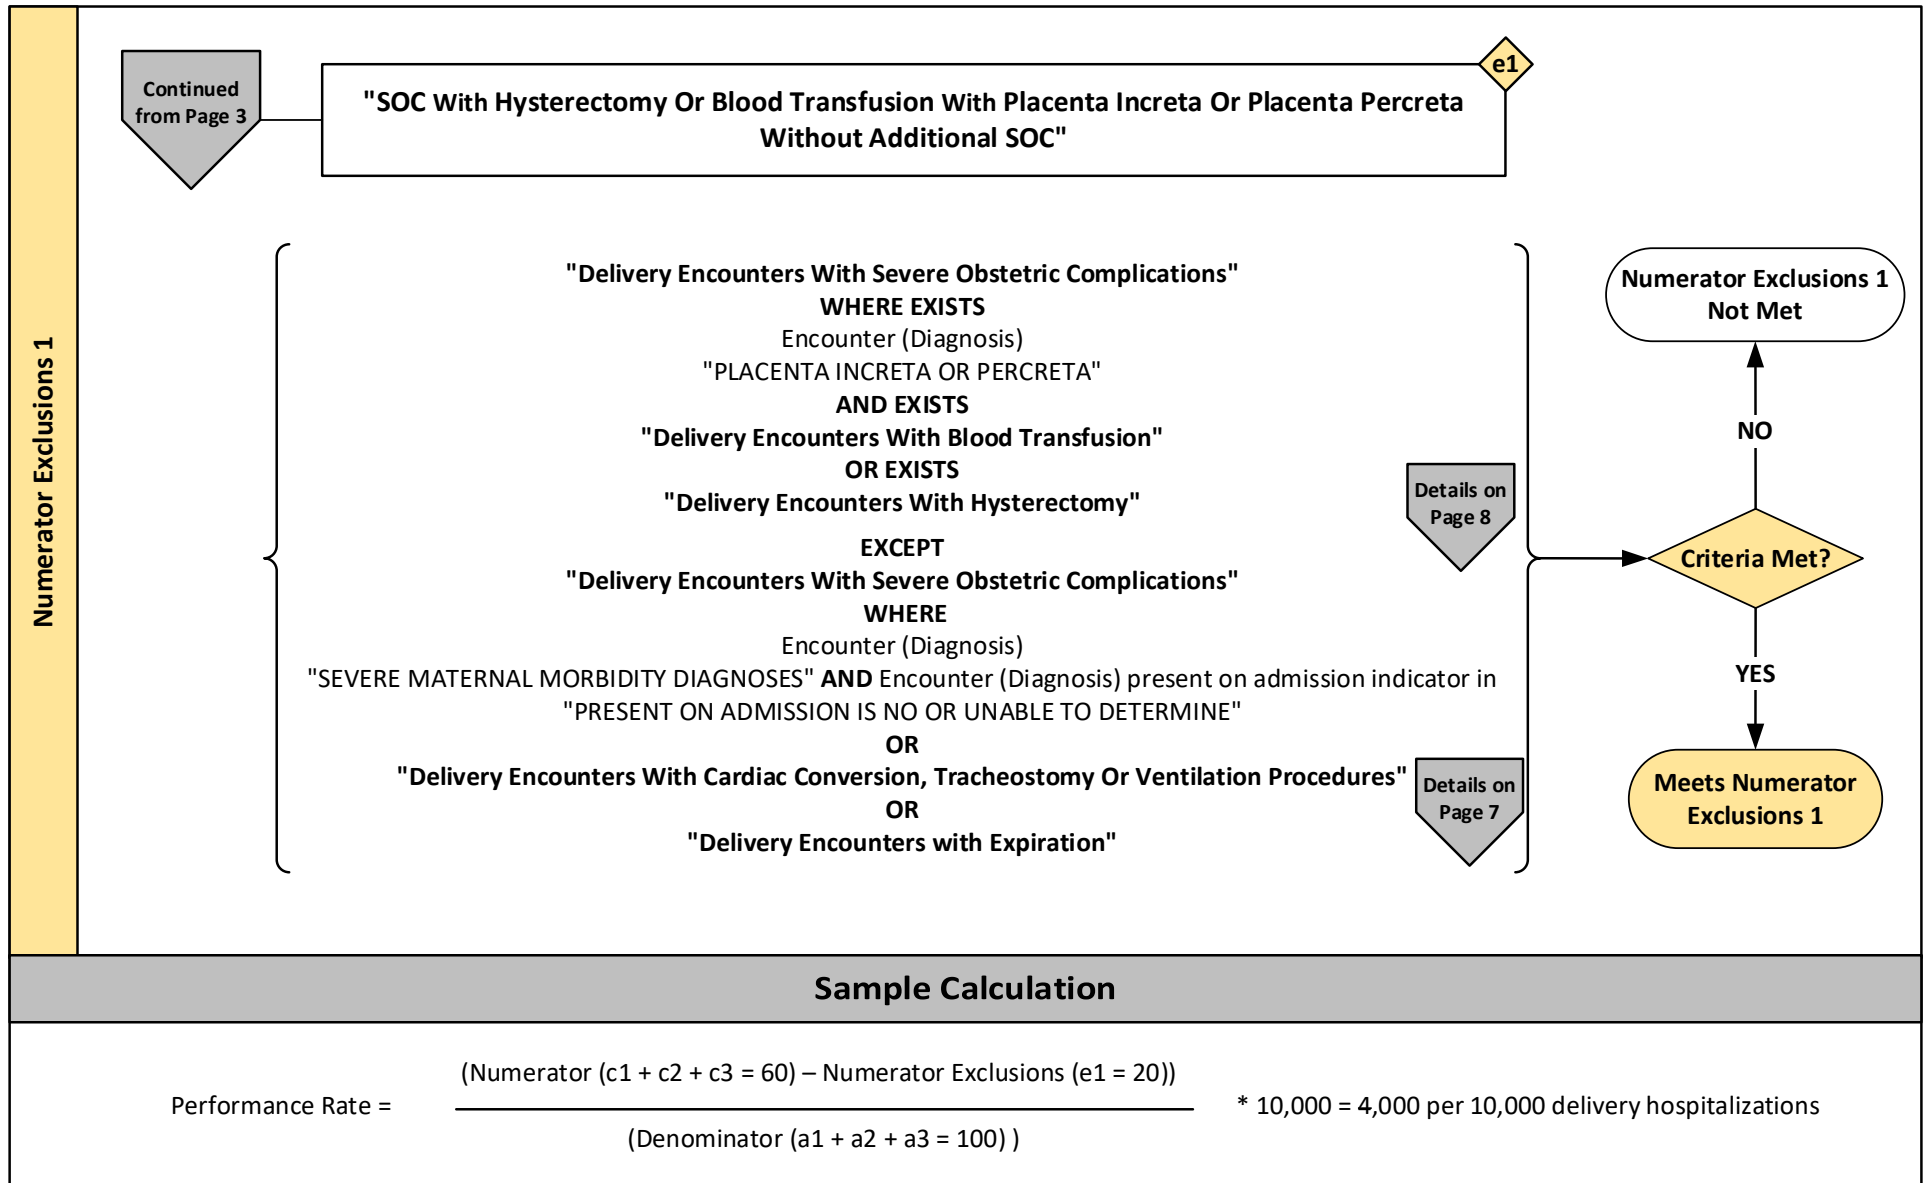 Numerator Exclusions 1
Continued
from Page 3
e1
"SOC With Hysterectomy Or Blood Transfusion With Placenta Increta Or Placenta Percreta
Without Additional SOC"
"Delivery Encounters With Severe Obstetric Complications"
WHERE EXISTS
Encounter (Diagnosis)
"PLACENTA INCRETA OR PERCRETA"
AND EXISTS
"Delivery Encounters With Blood Transfusion"
OR EXISTS
"Delivery Encounters With Hysterectomy"
Details on
Page 8
EXCEPT
"Delivery Encounters With Severe Obstetric Complications"
WHERE
Encounter (Diagnosis)
"SEVERE MATERNAL MORBIDITY DIAGNOSES" AND Encounter (Diagnosis) present on admission indicator in
"PRESENT ON ADMISSION IS NO OR UNABLE TO DETERMINE"
OR
"Delivery Encounters With Cardiac Conversion, Tracheostomy Or Ventilation Procedures"
OR
"Delivery Encounters with Expiration"
Details on
Page 7
Numerator Exclusions 1
Not Met
NO
Criteria Met?
YES
Meets Numerator
Exclusions 1
Sample Calculation
(Numerator (c1 + c2 + c3 = 60) – Numerator Exclusions (e1 = 20))
Performance Rate = * 10,000 = 4,000 per 10,000 delivery hospitalizations
(Denominator (a1 + a2 + a3 = 100) )